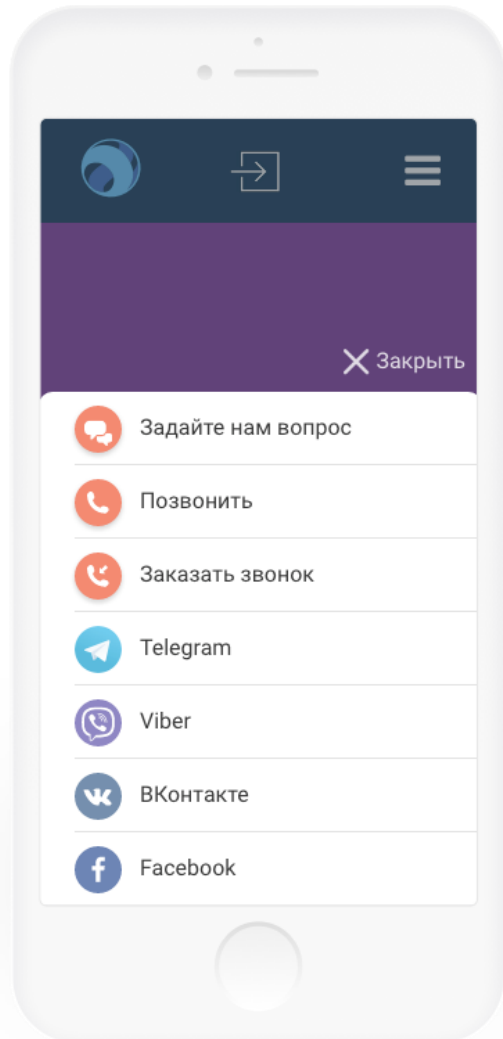 Закрыть
Задайте нам вопрос
Позвонить
Заказать звонок
Telegram
Viber
ВКонтакте
Facebook